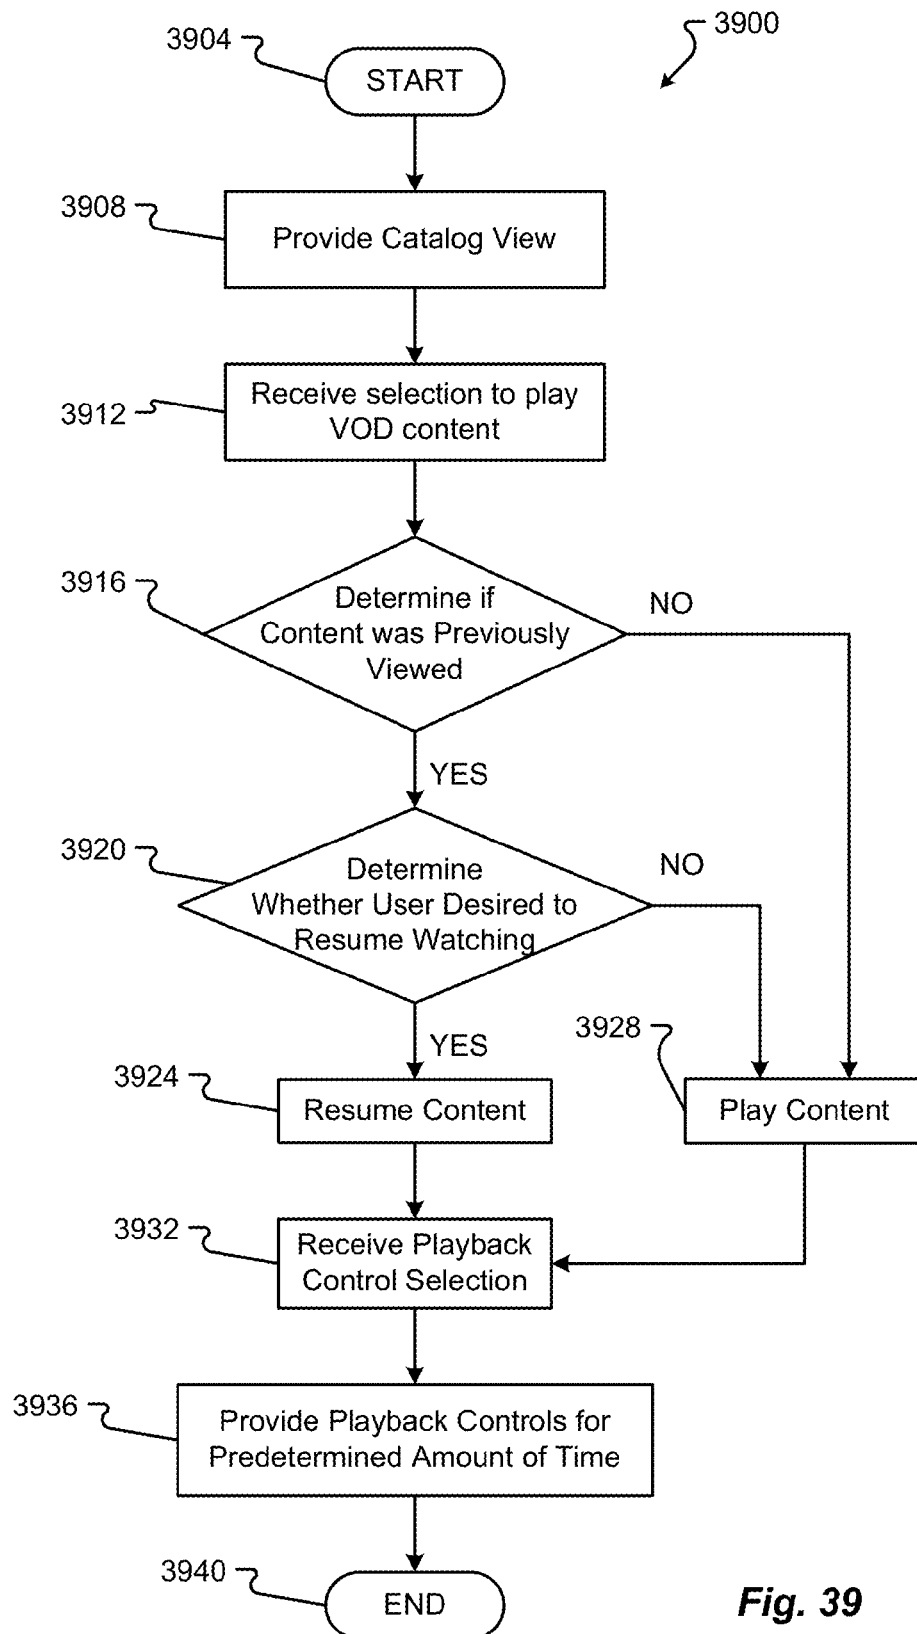 3900
3904
START
3908
Provide Catalog View
3912
Receive selection to play
VOD content
3916
Determine if
Content was Previously
Viewed
NO
YES
3920
Determine
Whether User Desired to
Resume Watching
NO
YES
3924
Resume Content
3928
Play Content
3932
Receive Playback
Control Selection
3936
Provide Playback Controls for
Predetermined Amount of Time
3940
END
Fig. 39